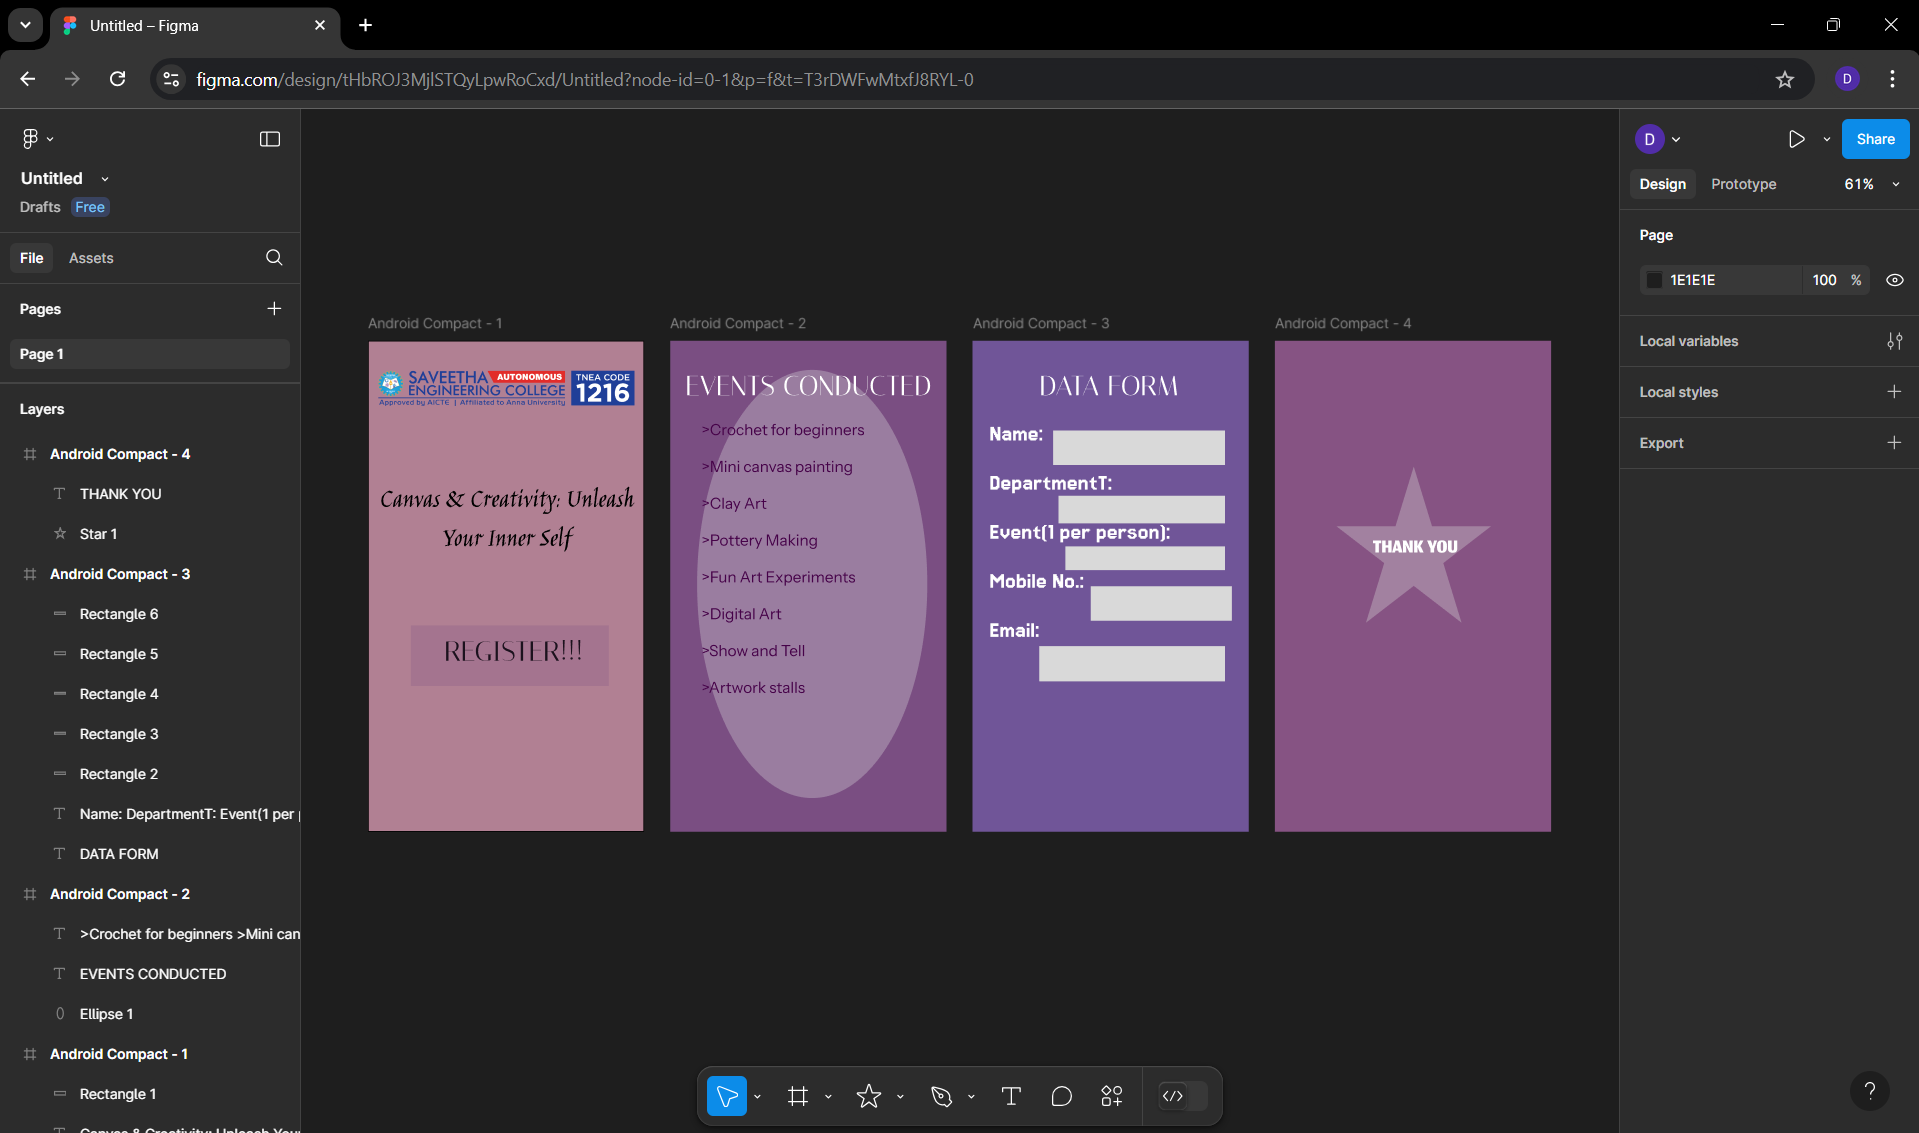 Untitled – Figma
figma.com/design/tHbROJ3MjlSTQyLpwRoCxd/Untitled?node-id=0-1&p=f&t=T3rDWFwMtxfJ8RYL-0
D
Untitled
Drafts Free
File Assets
Pages
Page 1
Layers
Android Compact - 4
THANK YOU
Star 1
Android Compact - 3
Rectangle 6
Rectangle 5
Rectangle 4
Rectangle 3
Rectangle 2
Name: DepartmentT: Event(1 per
DATA FORM
Android Compact - 2
>Crochet for beginners >Mini can
EVENTS CONDUCTED
Ellipse 1
Android Compact - 1
Rectangle 1
Canvas & Creativity: Unleash You
Android Compact - 1
SAVEETHA AUTONOMOUS
ENGINEERING COLLEGE
Approved by AICTE | Affiliated to Anna University
TNEA CODE
1216
Canvas & Creativity: Unleash
Your Inner Self
REGISTER!!!
Android Compact - 2
EVENTS CONDUCTED
>Crochet for beginners
>Mini canvas painting
>Clay Art
>Pottery Making
>Fun Art Experiments
>Digital Art
>Show and Tell
>Artwork stalls
Android Compact - 3
DATA FORM
Name:
DepartmentT:
Event(1 per person):
Mobile No.:
Email:
Android Compact - 4
THANK YOU
D
Share
Design Prototype 61%
Page
1E1E1E 100 %
Local variables
Local styles
Export
?